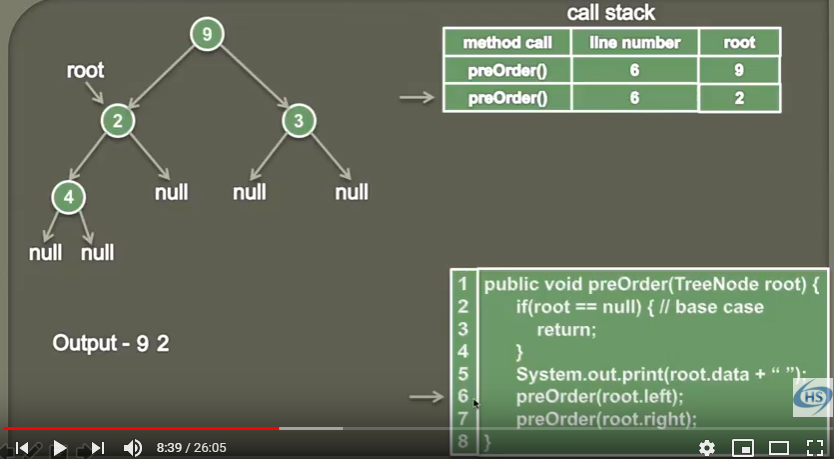 call stack
method call line number root
preOrder() 6 9
preOrder() 6 2
9
root
2
3
4
null
null
null
null
null
Output - 9 2
1 public void preOrder(TreeNode root) {
2 if(root == null) { // base case
3 return;
4 }
5 System.out.print(root.data + “ ”);
6 preOrder(root.left);
7 preOrder(root.right);
8 }
HS
8:39 / 26:05